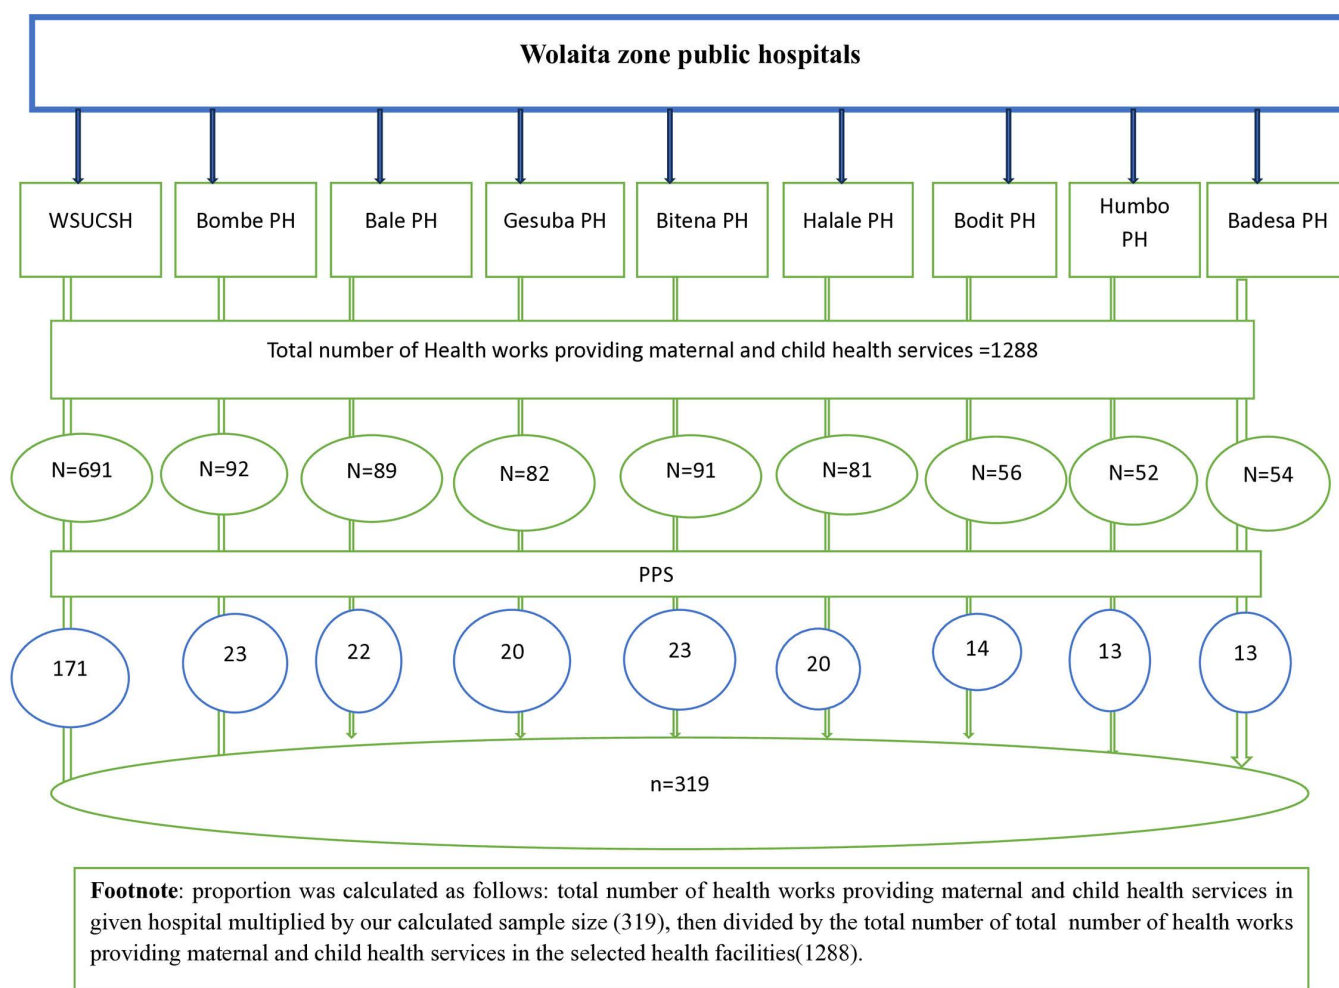 Wolaita zone public hospitals
WSUCSH
Bombe PH
Bale PH
Gesuba PH
Bitena PH
Halale PH
Bodit PH
Humbo
PH
Badesa PH
Total number of Health works providing maternal and child health services =1288
N=691
N=92
N=89
N=82
N=91
N=81
N=56
N=52
N=54
PPS
171
23
22
20
23
20
14
13
13
n=319
Footnote: proportion was calculated as follows: total number of health works providing maternal and child health services in
given hospital multiplied by our calculated sample size (319), then divided by the total number of total number of health works
providing maternal and child health services in the selected health facilities(1288).